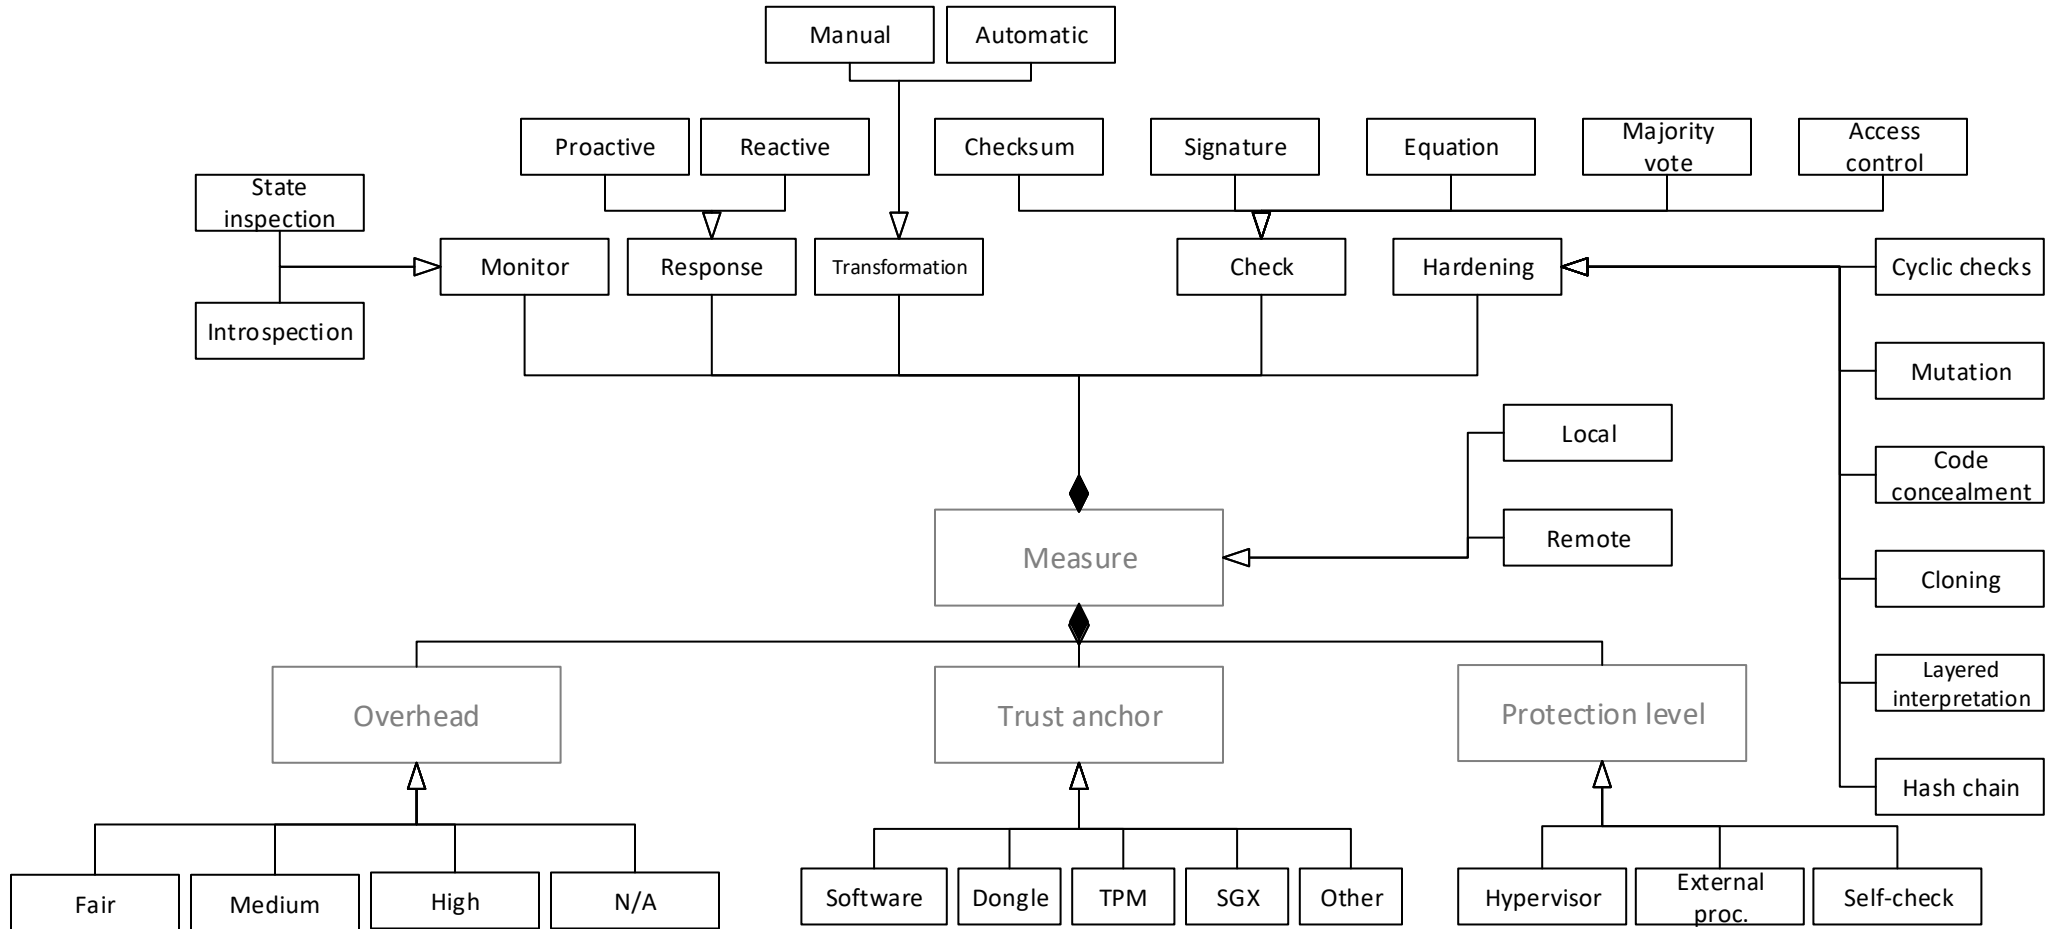 Manual
Automatic
Proactive
Reactive
Checksum
Signature
Equation
Majority
vote
Access
control
State
inspection
Monitor
Response
Transformation
Check
Hardening
Cyclic checks
Introspection
Mutation
Local
Code
concealment
Remote
Measure
Cloning
Layered
interpretation
Overhead
Trust anchor
Protection level
Hash chain
Fair
Medium
High
N/A
Software
Dongle
TPM
SGX
Other
Hypervisor
External
proc.
Self-check